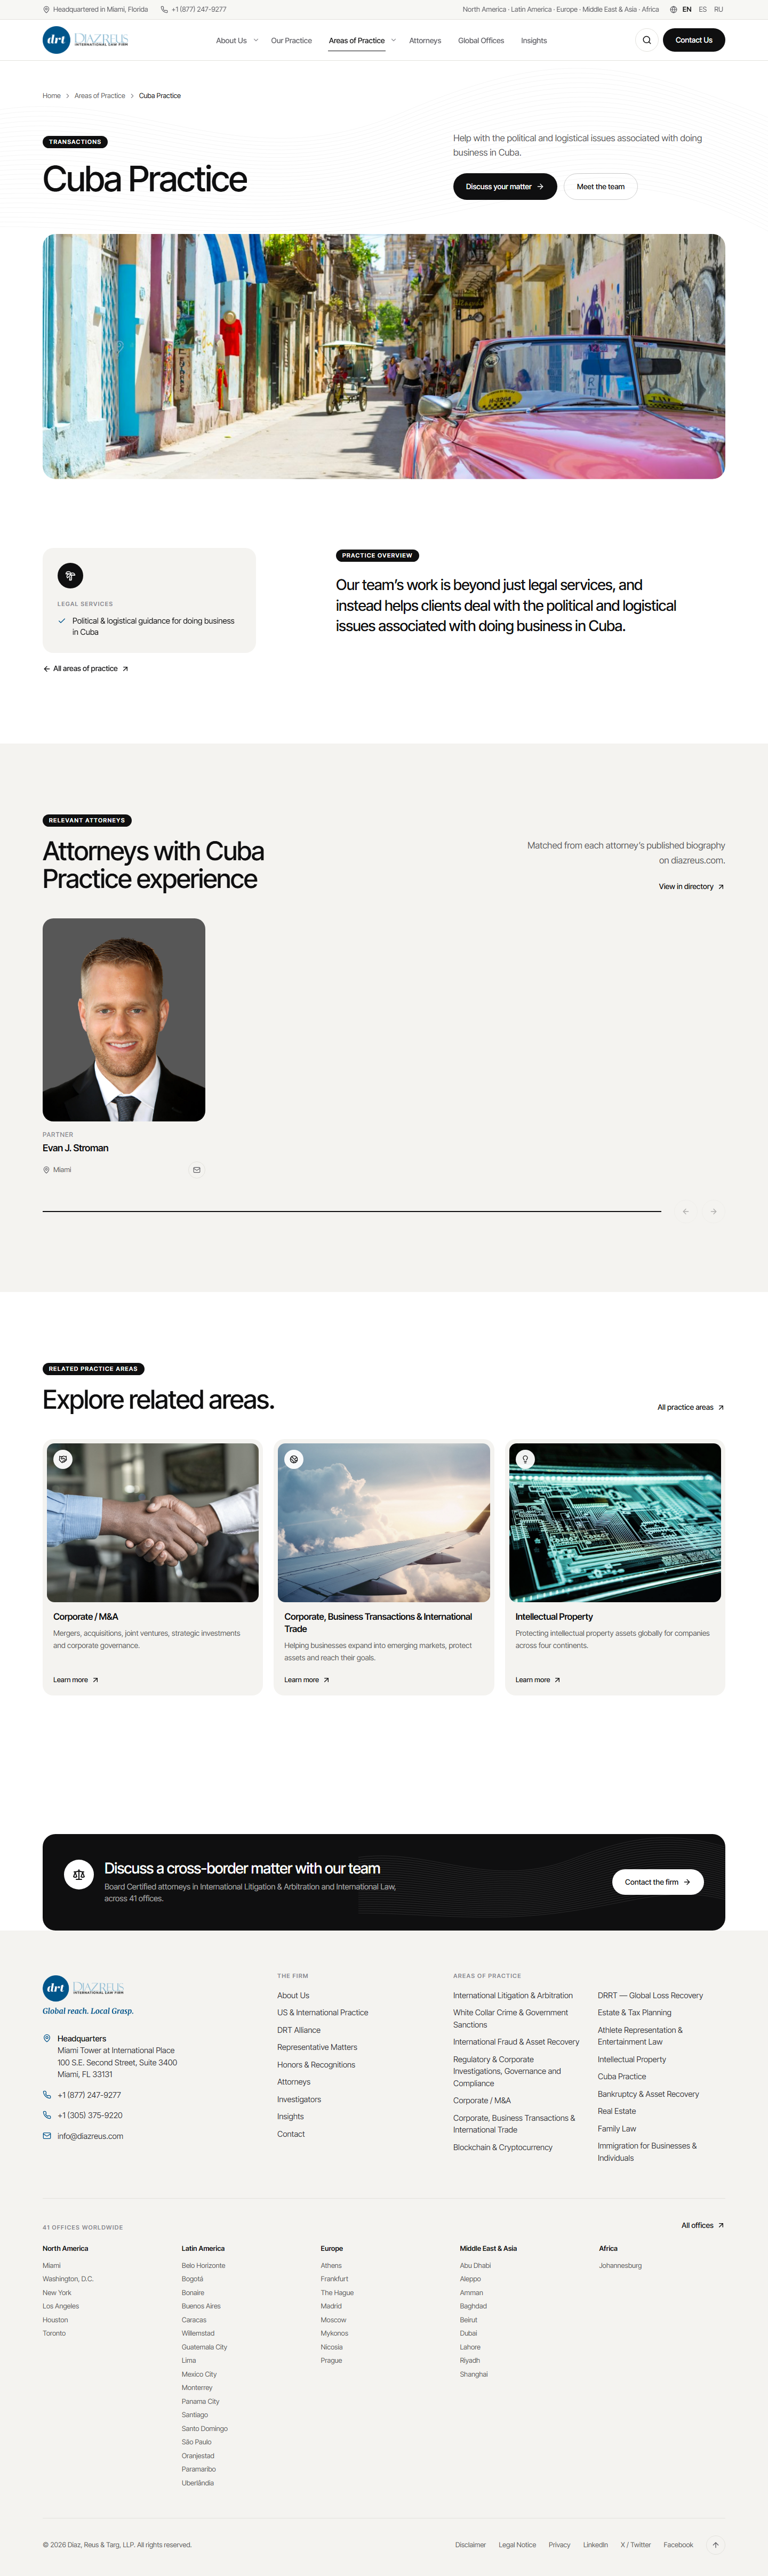 Headquartered in Miami, Florida
+1 (877) 247-9277
North America · Latin America · Europe · Middle East & Asia · Africa
EN ES RU
drt DIAZREUS
INTERNATIONAL LAW FIRM
About Us
Our Practice
Areas of Practice
Attorneys
Global Offices
Insights
Contact Us
Home > Areas of Practice > Cuba Practice
TRANSACTIONS
Cuba Practice
Help with the political and logistical issues associated with doing
business in Cuba.
Discuss your matter
Meet the team
LEGAL SERVICES
Political & logistical guidance for doing business
in Cuba
All areas of practice
PRACTICE OVERVIEW
Our team's work is beyond just legal services, and
instead helps clients deal with the political and logistical
issues associated with doing business in Cuba.
RELEVANT ATTORNEYS
Attorneys with Cuba
Practice experience
Matched from each attorney's published biography
on diazreus.com.
View in directory
PARTNER
Evan J. Stroman
Miami
RELATED PRACTICE AREAS
Explore related areas.
All practice areas
Corporate / M&A
Mergers, acquisitions, joint ventures, strategic investments
and corporate governance.
Learn more
Corporate, Business Transactions & International
Trade
Helping businesses expand into emerging markets, protect
assets and reach their goals.
Learn more
Intellectual Property
Protecting intellectual property assets globally for companies
across four continents.
Learn more
Discuss a cross-border matter with our team
Board Certified attorneys in International Litigation & Arbitration and International Law,
across 41 offices.
Contact the firm
drt DIAZREUS
INTERNATIONAL LAW FIRM
Global reach. Local Grasp.
Headquarters
Miami Tower at International Place
100 S.E. Second Street, Suite 3400
Miami, FL 33131
+1 (877) 247-9277
+1 (305) 375-9220
info@diazreus.com
THE FIRM
About Us
US & International Practice
DRT Alliance
Representative Matters
Honors & Recognitions
Attorneys
Investigators
Insights
Contact
AREAS OF PRACTICE
International Litigation & Arbitration
White Collar Crime & Government
Sanctions
International Fraud & Asset Recovery
Regulatory & Corporate
Investigations, Governance and
Compliance
Corporate / M&A
Corporate, Business Transactions &
International Trade
Blockchain & Cryptocurrency
DRRT — Global Loss Recovery
Estate & Tax Planning
Athlete Representation &
Entertainment Law
Intellectual Property
Cuba Practice
Bankruptcy & Asset Recovery
Real Estate
Family Law
Immigration for Businesses &
Individuals
41 OFFICES WORLDWIDE
All offices
North America
Miami
Washington, D.C.
New York
Los Angeles
Houston
Toronto
Latin America
Belo Horizonte
Bogotá
Bonaire
Buenos Aires
Caracas
Willemstad
Guatemala City
Lima
Mexico City
Monterrey
Panama City
Santiago
Santo Domingo
São Paulo
Oranjestad
Paramaribo
Uberlândia
Europe
Athens
Frankfurt
The Hague
Madrid
Moscow
Mykonos
Nicosia
Prague
Middle East & Asia
Abu Dhabi
Aleppo
Amman
Baghdad
Beirut
Dubai
Lahore
Riyadh
Shanghai
Africa
Johannesburg
© 2026 Diaz, Reus & Targ, LLP. All rights reserved.
Disclaimer
Legal Notice
Privacy
LinkedIn
X / Twitter
Facebook